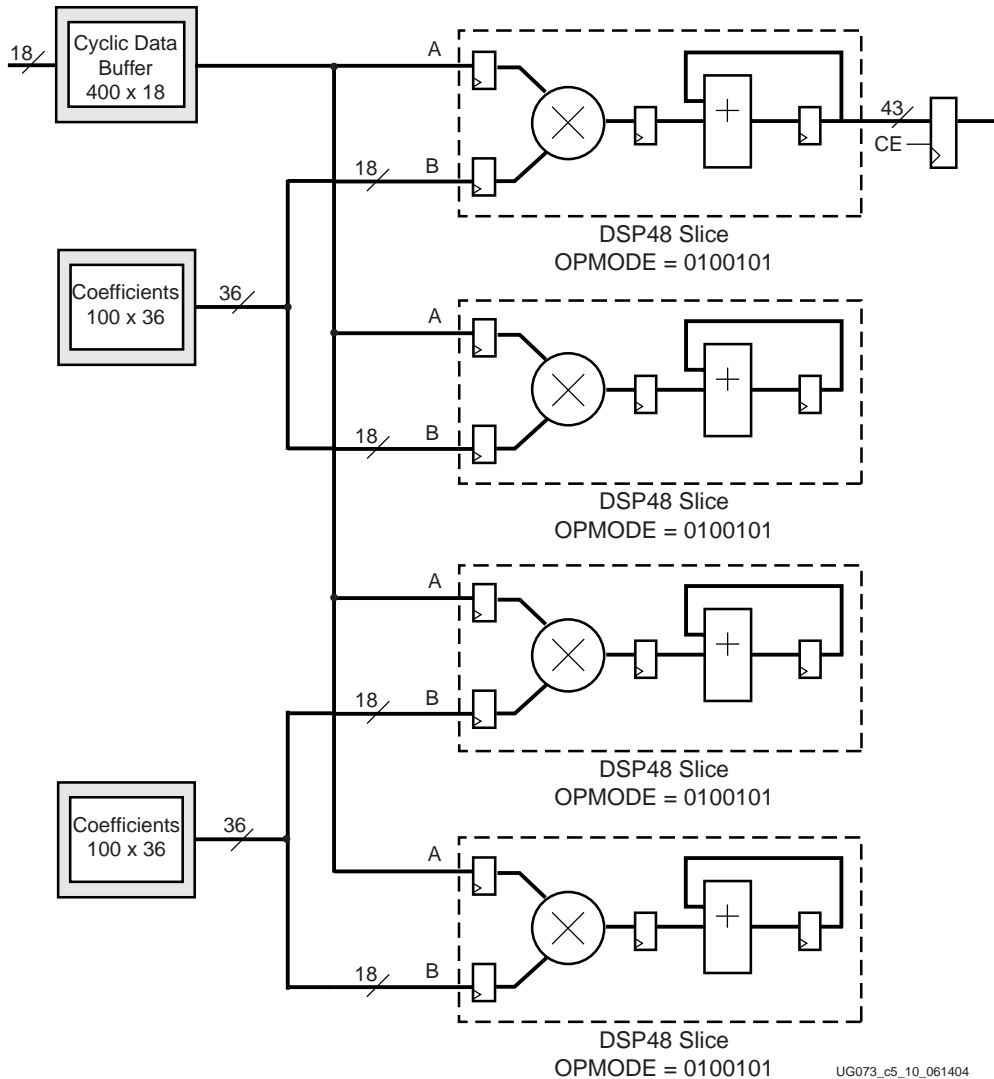 18
Cyclic Data
Buffer
400 x 18
A
18
B
43
CE
DSP48 Slice
OPMODE = 0100101
Coefficients
100 x 36
36
A
18
B
DSP48 Slice
OPMODE = 0100101
A
18
B
DSP48 Slice
OPMODE = 0100101
Coefficients
100 x 36
36
A
18
B
DSP48 Slice
OPMODE = 0100101
UG073_c5_10_061404